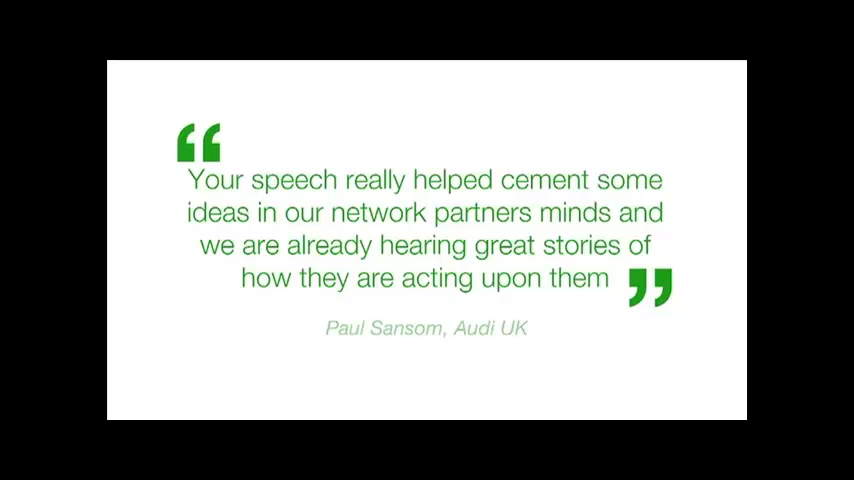 “
Your speech really helped cement some
ideas in our network partners minds and
we are already hearing great stories of
how they are acting upon them ”
Paul Sansom, Audi UK